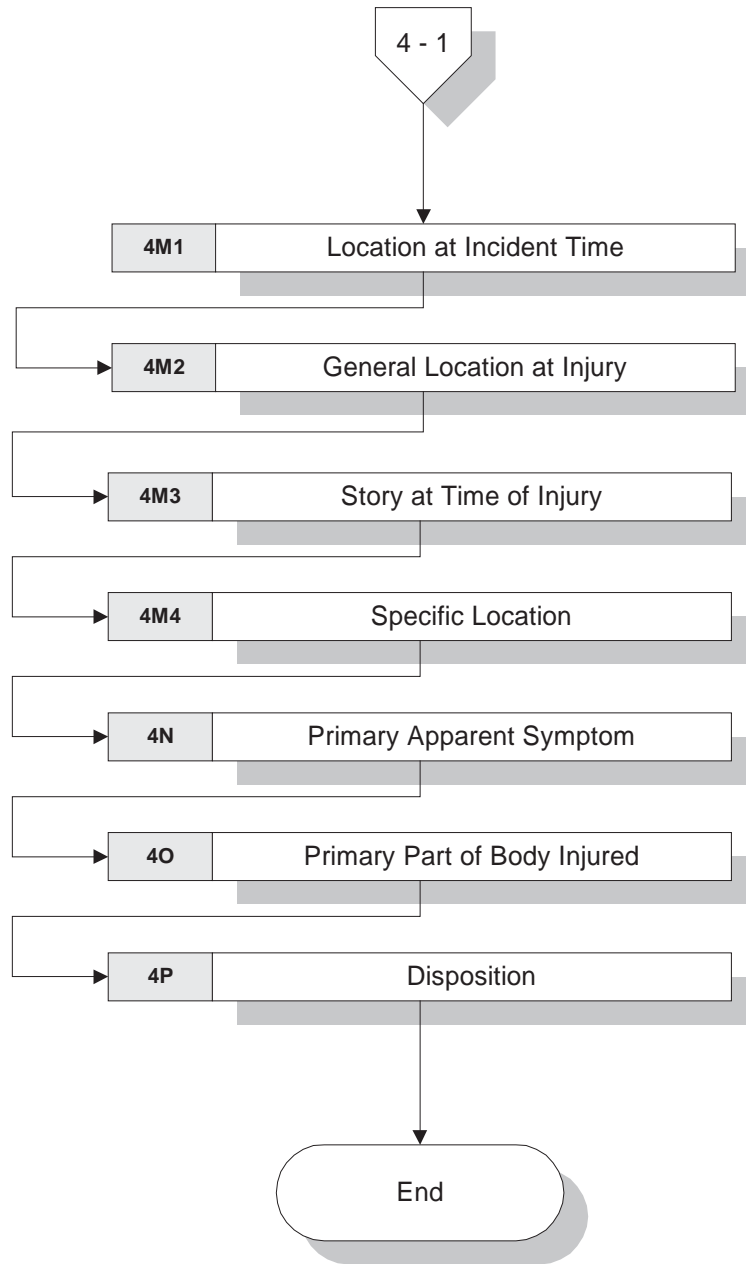 4 - 1
4M1 Location at Incident Time
4M2 General Location at Injury
4M3 Story at Time of Injury
4M4 Specific Location
4N Primary Apparent Symptom
4O Primary Part of Body Injured
4P Disposition
End